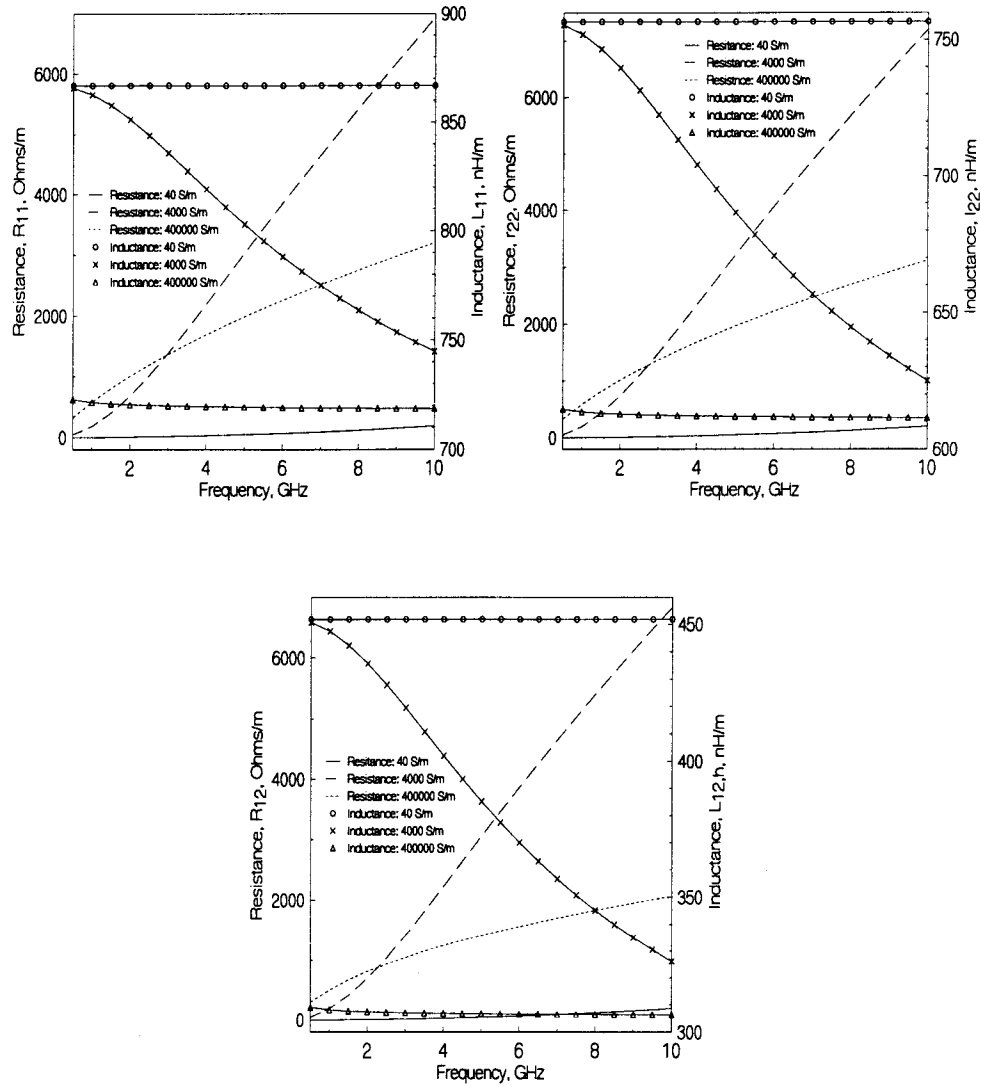 900
6000
850
Resistance: 40 S/m
4000
Resistance: 4000 S/m
Resistance: 400000 S/m
800
Inductance: 40 S/m
Inductance: 4000 S/m
Inductance: 400000 S/m
2000
750
0
700
2
4
6
8
10
Frequency, GHz
Resistance, R11, Ohms/m
Inductance, L11, nH/m
Resitance: 40 S/m
750
Resistance: 4000 S/m
Resistnce: 400000 S/m
6000
Inductance: 40 S/m
Inductance: 4000 S/m
Inductance: 400000 S/m
700
4000
650
2000
0
600
2
4
6
8
10
Frequency, GHz
Resistnce, r22, Ohms/m
Inductance, l22, nH/m
6000
450
Resitance: 40 S/m
4000
Resistance: 4000 S/m
400
Resistance: 400000 S/m
Inductance: 40 S/m
Inductance: 4000 S/m
Inductance: 400000 S/m
2000
350
0
300
2
4
6
8
10
Frequency, GHz
Resistance, R12, Ohms/m
Inductance, L12,h, nH/m